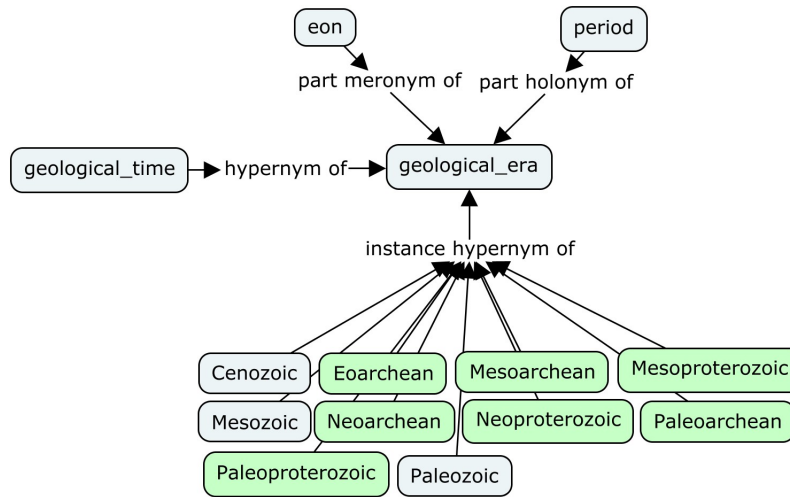 eon
period
part meronym of
part holonym of
geological_time
hypernym of
geological_era
instance hypernym of
Cenozoic
Eoarchean
Mesoarchean
Mesoproterozoic
Mesozoic
Neoarchean
Neoproterozoic
Paleoarchean
Paleoproterozoic
Paleozoic